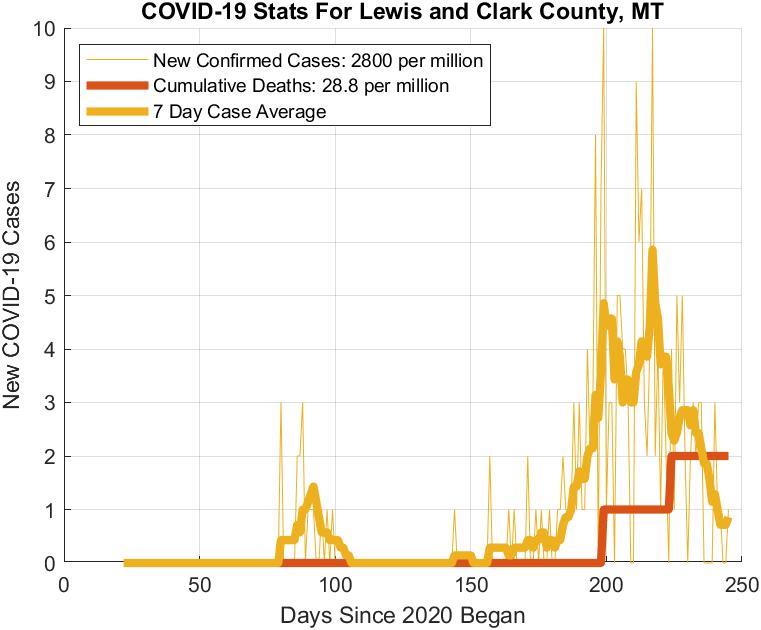 COVID-19 Stats For Lewis and Clark County, MT
New Confirmed Cases: 2800 per million
Cumulative Deaths: 28.8 per million
7 Day Case Average
New COVID-19 Cases
10
9
8
7
6
5
4
3
2
1
0
0 50 100 150 200 250
Days Since 2020 Began